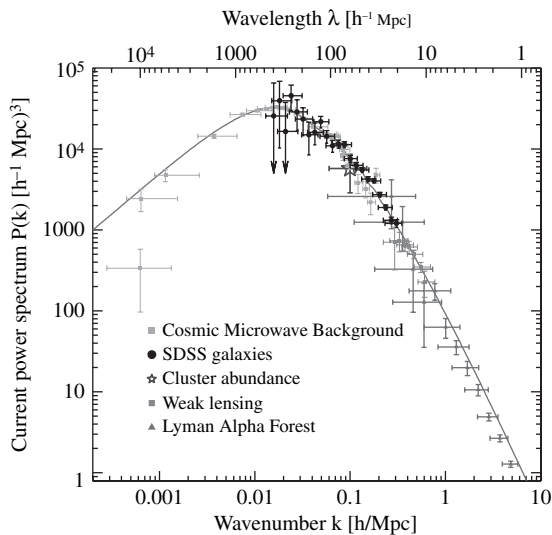 Wavelength λ [h⁻¹ Mpc]
10⁴ 1000 100 10 1
Current power spectrum P(k) [(h⁻¹ Mpc)³]
10⁵
10⁴
1000
100
10
1
Cosmic Microwave Background
SDSS galaxies
Cluster abundance
Weak lensing
Lyman Alpha Forest
0.001 0.01 0.1 1 10
Wavenumber k [h/Mpc]